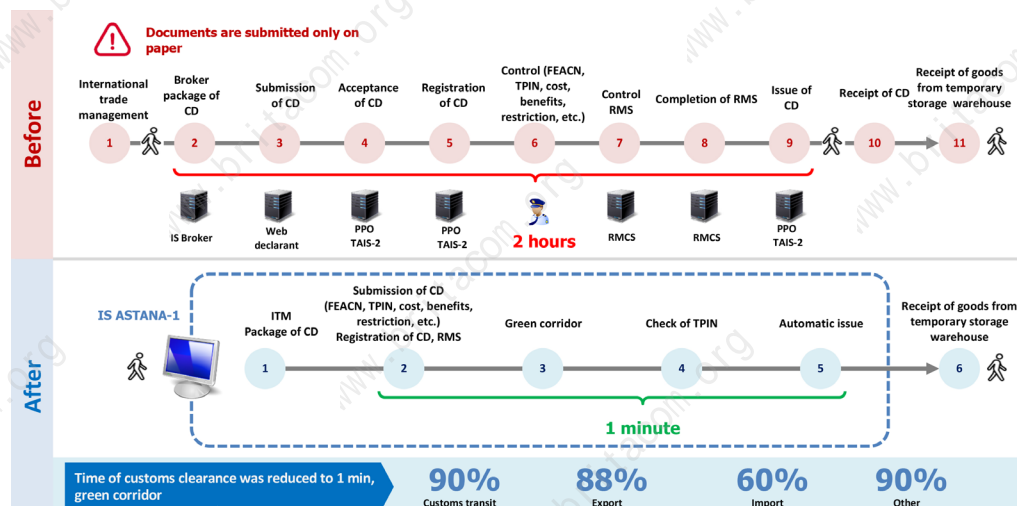 Before
Documents are submitted only on
paper
International
trade
management
Broker
package of
CD
Submission
of CD
Acceptance
of CD
Registration
of CD
Control (FEACN,
TPIN, cost,
benefits,
restriction, etc.)
Control
RMS
Completion of RMS
Issue of
CD
Receipt of CD
Receipt of goods
from temporary
storage warehouse
1
2
3
4
5
6
7
8
9
10
11
IS Broker
Web
declarant
PPO
TAIS-2
PPO
TAIS-2
2 hours
RMCS
RMCS
PPO
TAIS-2
After
IS ASTANA-1
ITM
Package of CD
Submission of CD
(FEACN, TPIN, cost, benefits,
restriction, etc.)
Registration of CD, RMS
Green corridor
Check of TPIN
Automatic issue
Receipt of goods from
temporary storage
warehouse
1
2
3
4
5
6
1 minute
Time of customs clearance was reduced to 1 min,
green corridor
90%
Customs transit
88%
Export
60%
Import
90%
Other
www.britacom.org